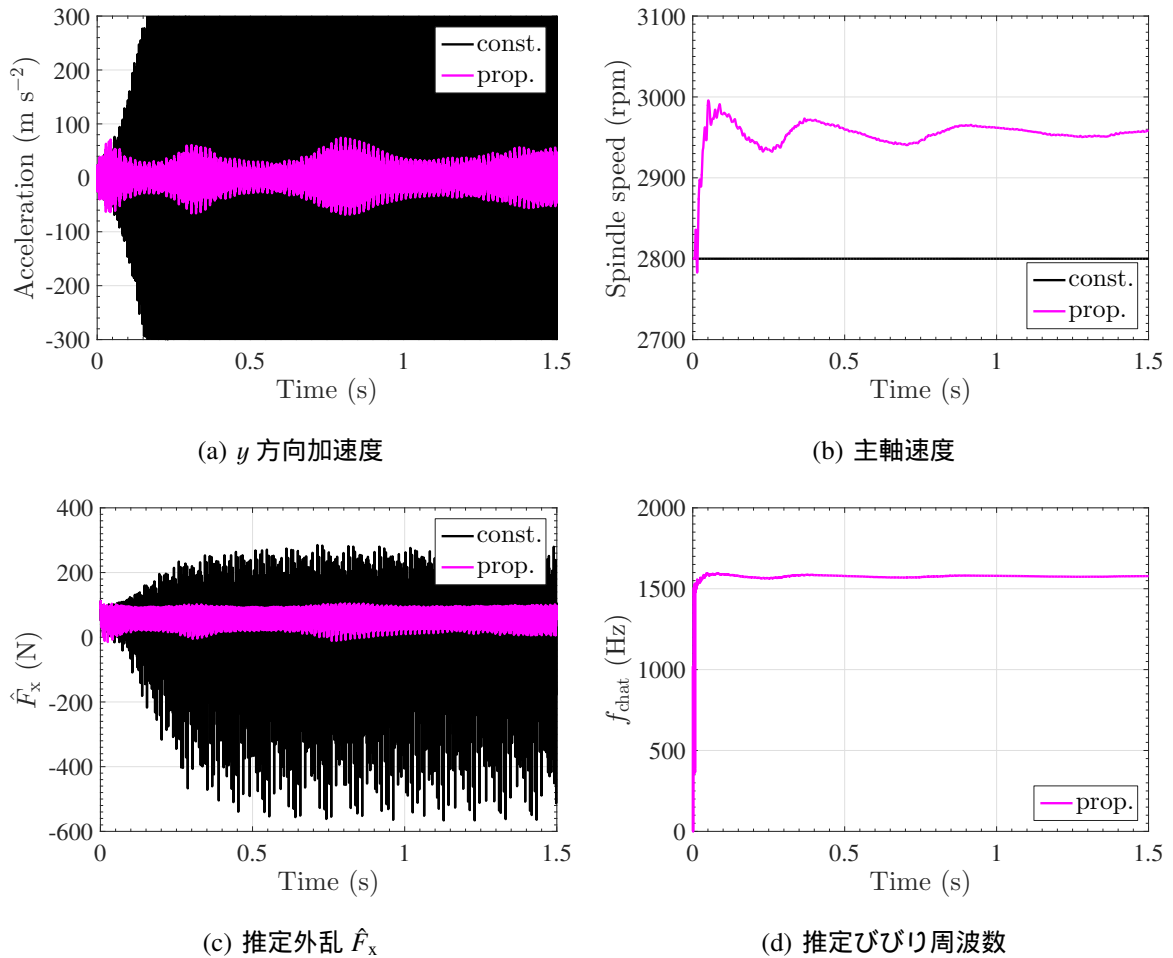 300
200
100
0
-100
-200
-300
Acceleration (m s⁻²)
const.
prop.
0
0.5
1
1.5
Time (s)
(a) y 方向加速度
3100
3000
2900
2800
2700
Spindle speed (rpm)
const.
prop.
0
0.5
1
1.5
Time (s)
(b) 主軸速度
400
200
0
-200
-400
-600
F̂x (N)
const.
prop.
0
0.5
1
1.5
Time (s)
(c) 推定外乱 F̂x
2000
1500
1000
500
0
fchat (Hz)
prop.
0
0.5
1
1.5
Time (s)
(d) 推定びびり周波数